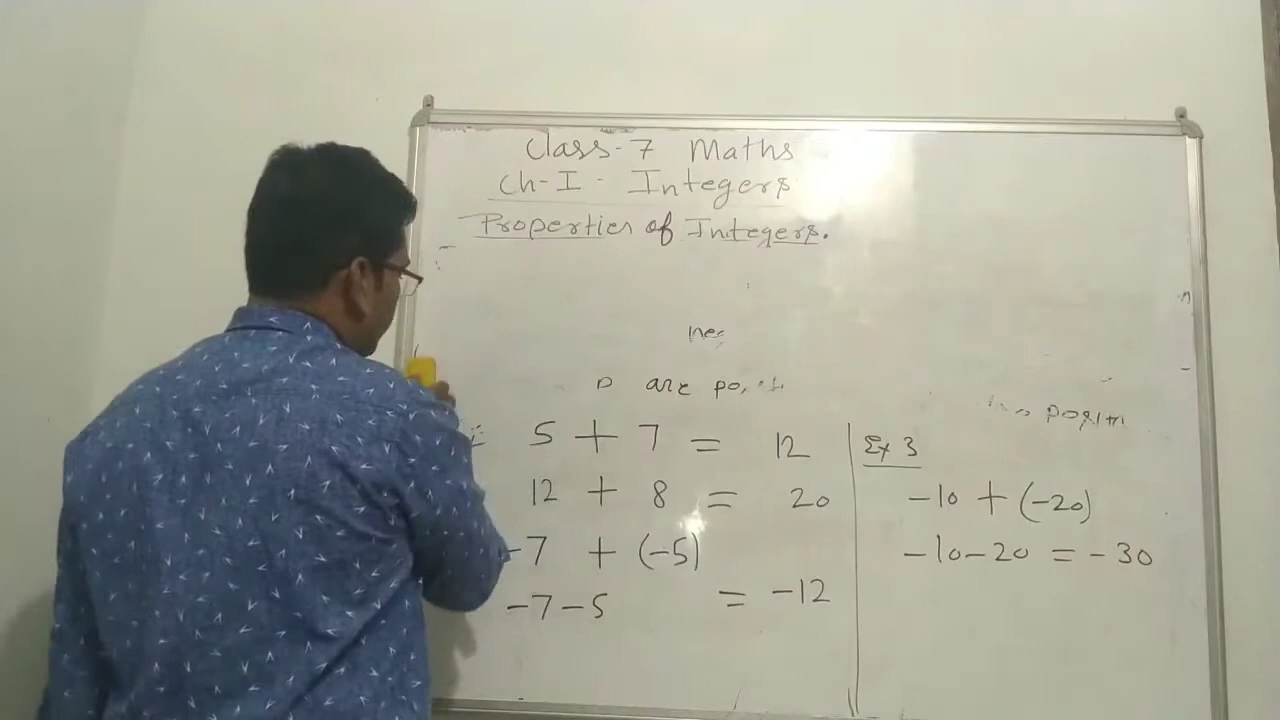 Class-7 Maths
Ch-I - Integers
Properties of Integers.
are
5 + 7 = 12
12 + 8 = 20
-7 + (-5)
-7-5 = -12
Ex 3
-10 + (-20)
-10-20 = -30